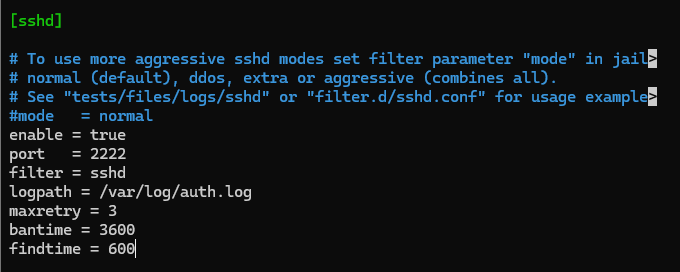 [sshd]
# To use more aggressive sshd modes set filter parameter "mode" in jail>
# normal (default), ddos, extra or aggressive (combines all).
# See "tests/files/logs/sshd" or "filter.d/sshd.conf" for usage example>
#mode   = normal
enable = true
port   = 2222
filter = sshd
logpath = /var/log/auth.log
maxretry = 3
bantime = 3600
findtime = 600